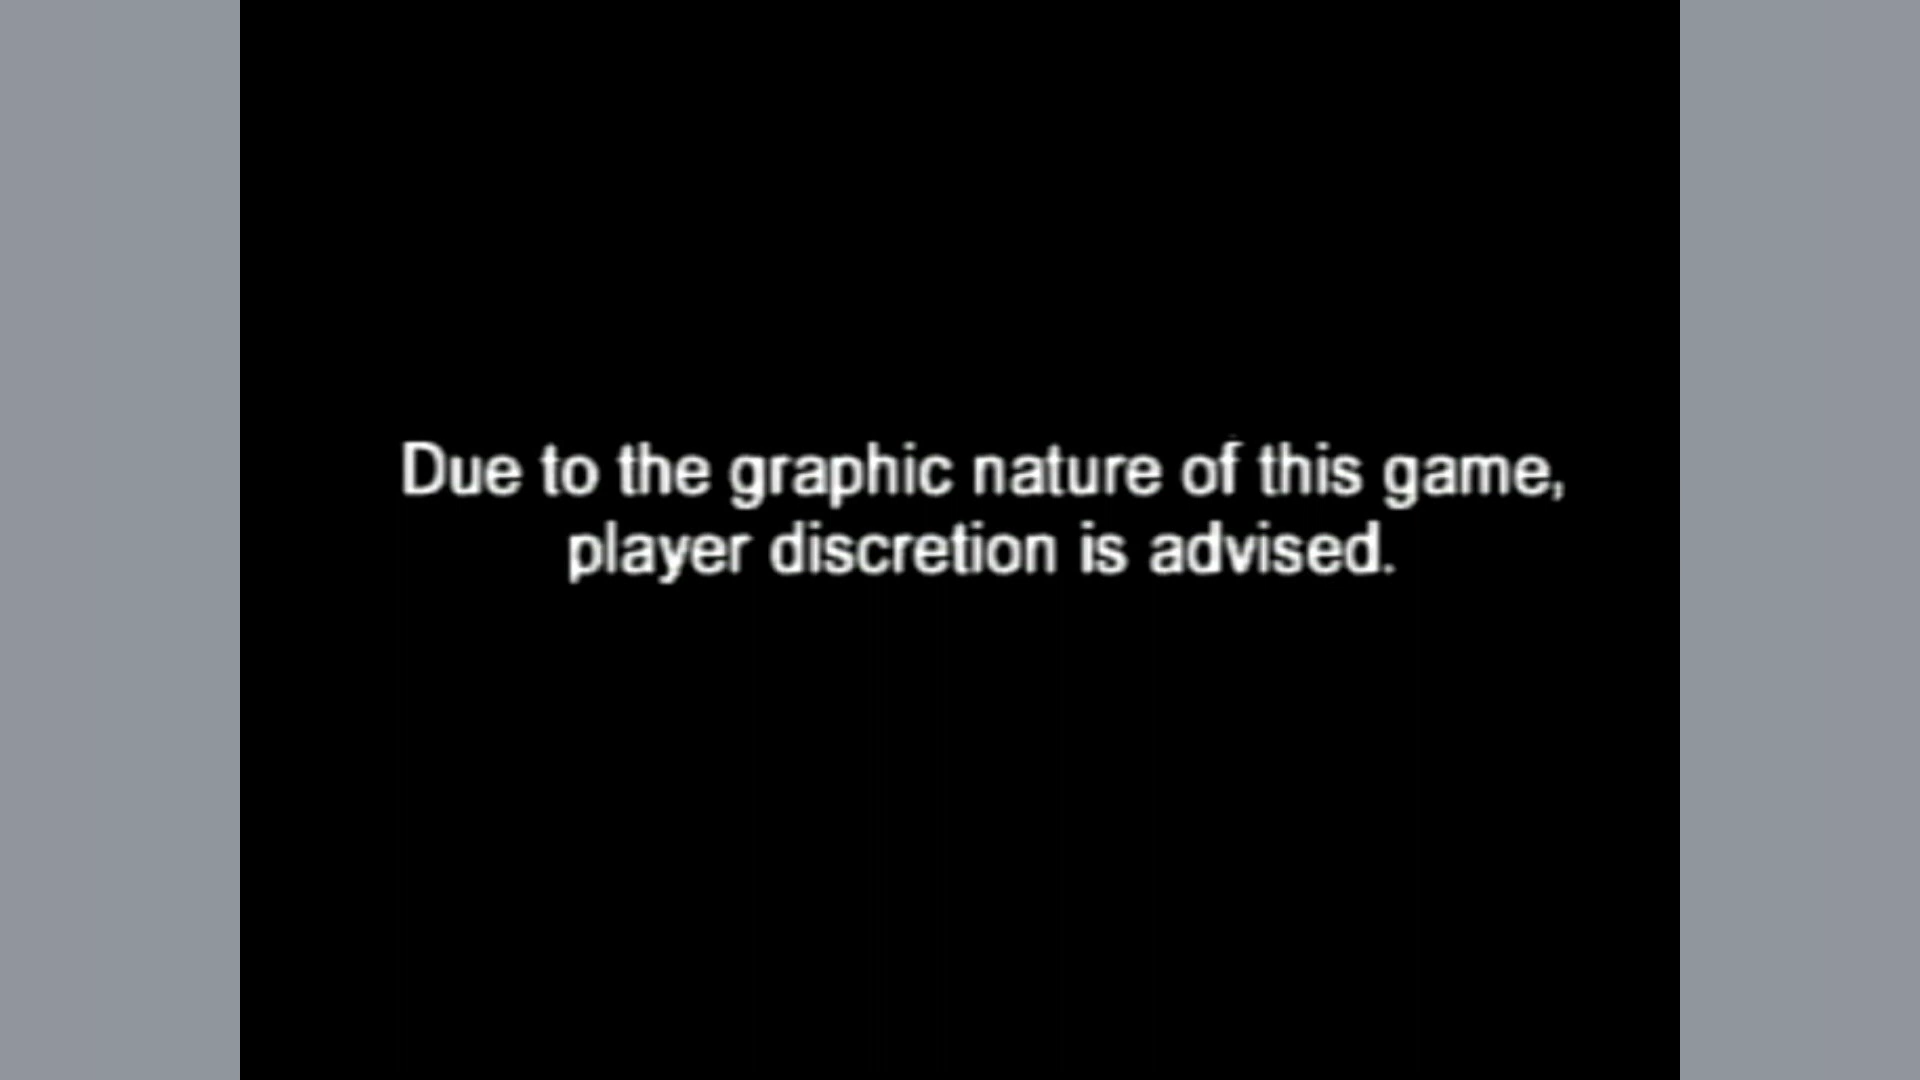 Due to the graphic nature of this game,
player discretion is advised.